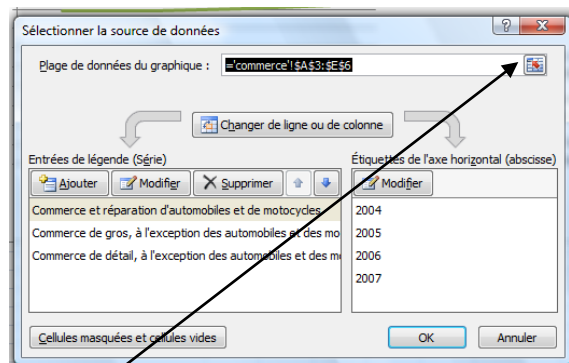 Sélectionner la source de données
Plage de données du graphique : ='commerce'!$A$3:$E$6
Changer de ligne ou de colonne
Entrées de légende (Série)
Étiquettes de l'axe horizontal (abscisse)
Ajouter Modifier Supprimer
Modifier
Commerce et réparation d'automobiles et de motocycles
2004
Commerce de gros, à l'exception des automobiles et des mo
2005
Commerce de détail, à l'exception des automobiles et des m
2006
2007
Cellules masquées et cellules vides
OK Annuler